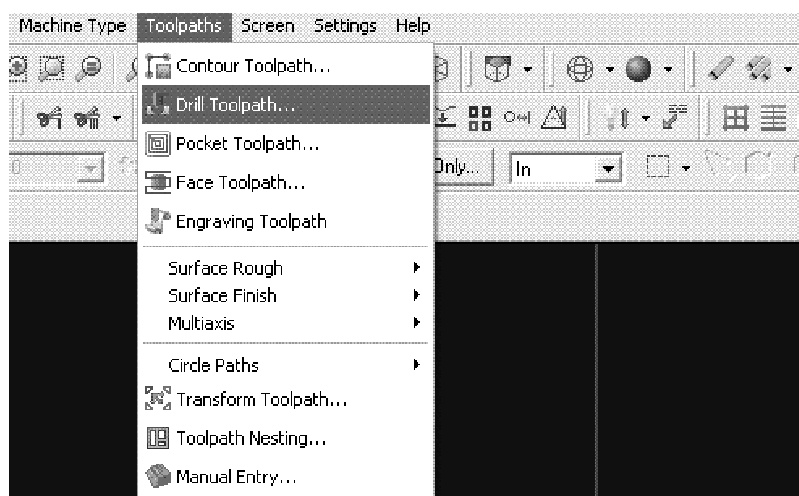 Machine Type Toolpaths Screen Settings Help
Contour Toolpath...
Drill Toolpath...
Pocket Toolpath...
Only... In
Face Toolpath...
Engraving Toolpath
Surface Rough
Surface Finish
Multiaxis
Circle Paths
Transform Toolpath...
Toolpath Nesting...
Manual Entry...